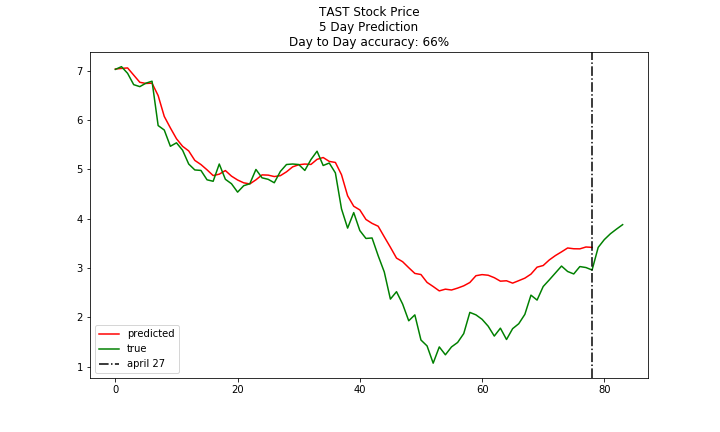 TAST Stock Price
5 Day Prediction
Day to Day accuracy: 66%
7
6
5
4
3
2
1
predicted
true
april 27
0
20
40
60
80